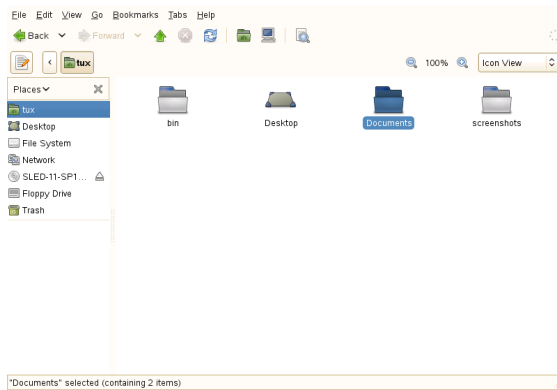 File Edit View Go Bookmarks Tabs Help
Back Forward
tux 100% Icon View
Places
tux
Desktop
File System
Network
SLED-11-SP1...
Floppy Drive
Trash
bin Desktop Documents screenshots
"Documents" selected (containing 2 items)